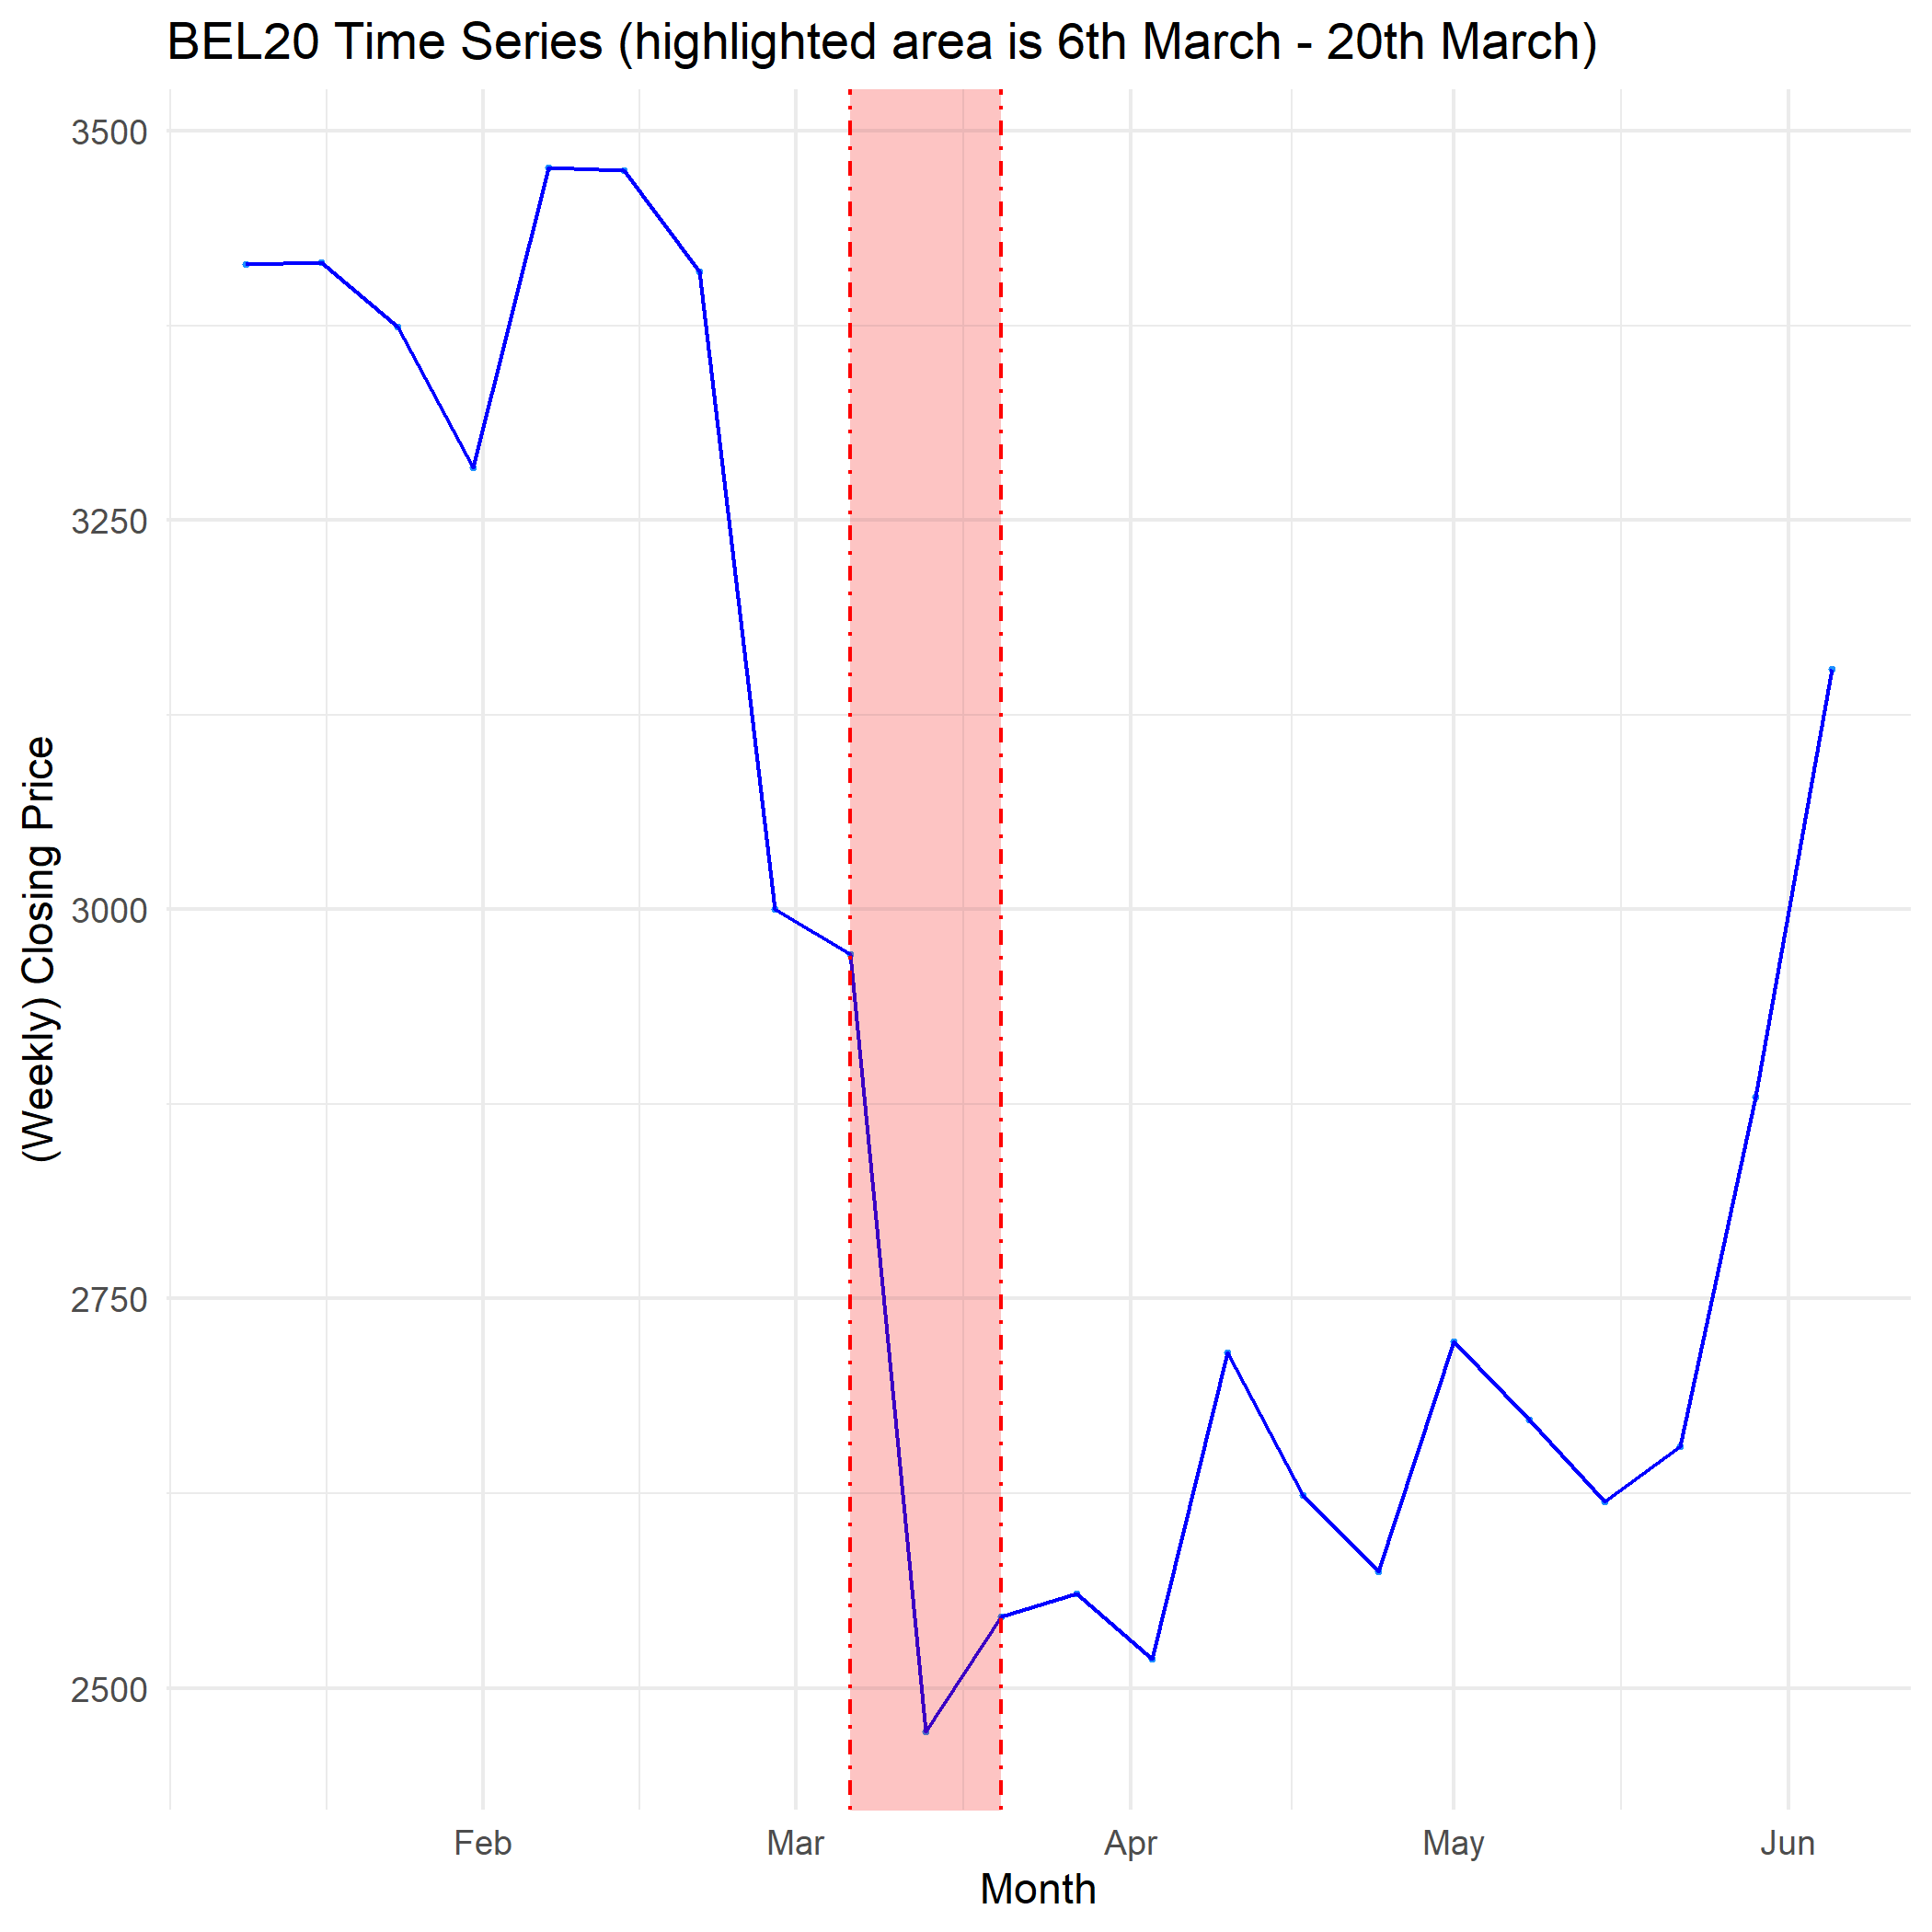 BEL20 Time Series (highlighted area is 6th March - 20th March)
3500
3250
3000
2750
2500
(Weekly) Closing Price
Feb
Mar
Apr
May
Jun
Month